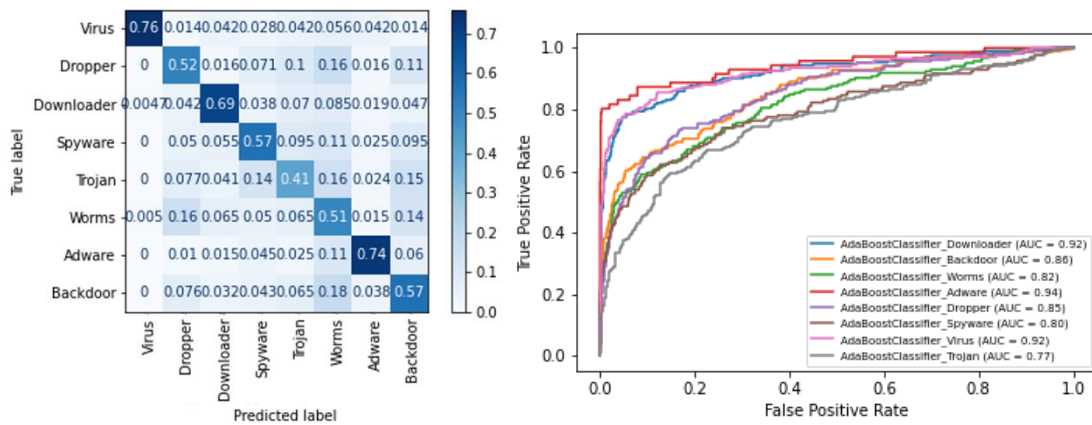 Virus 0.76 0.014 0.042 0.028 0.042 0.056 0.042 0.014
Dropper 0 0.52 0.016 0.071 0.1 0.16 0.016 0.11
Downloader 0.0047 0.042 0.69 0.038 0.07 0.085 0.019 0.047
Spyware 0 0.05 0.055 0.57 0.095 0.11 0.025 0.095
Trojan 0 0.077 0.041 0.14 0.41 0.16 0.024 0.15
Worms 0.005 0.16 0.065 0.05 0.065 0.51 0.015 0.14
Adware 0 0.01 0.015 0.045 0.025 0.11 0.74 0.06
Backdoor 0 0.076 0.032 0.043 0.065 0.18 0.038 0.57
True label
Virus
Dropper
Downloader
Spyware
Trojan
Worms
Adware
Backdoor
Predicted label
0.7
0.6
0.5
0.4
0.3
0.2
0.1
0.0
True Positive Rate
1.0
0.8
0.6
0.4
0.2
0.0
AdaBoostClassifier_Downloader (AUC = 0.92)
AdaBoostClassifier_Backdoor (AUC = 0.86)
AdaBoostClassifier_Worms (AUC = 0.82)
AdaBoostClassifier_Adware (AUC = 0.94)
AdaBoostClassifier_Dropper (AUC = 0.85)
AdaBoostClassifier_Spyware (AUC = 0.80)
AdaBoostClassifier_Virus (AUC = 0.92)
AdaBoostClassifier_Trojan (AUC = 0.77)
0.0 0.2 0.4 0.6 0.8 1.0
False Positive Rate